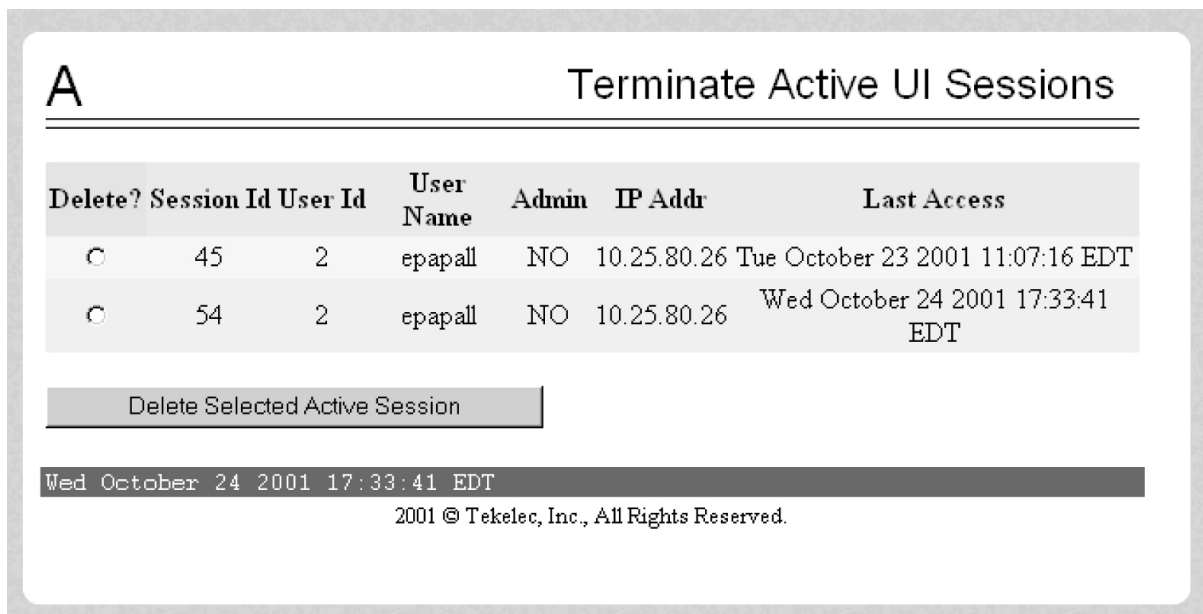 A Terminate Active UI Sessions
Delete? Session Id User Id User Name Admin IP Addr Last Access
45 2 epapall NO 10.25.80.26 Tue October 23 2001 11:07:16 EDT
54 2 epapall NO 10.25.80.26 Wed October 24 2001 17:33:41 EDT
Delete Selected Active Session
Wed October 24 2001 17:33:41 EDT
2001 © Tekelec, Inc., All Rights Reserved.